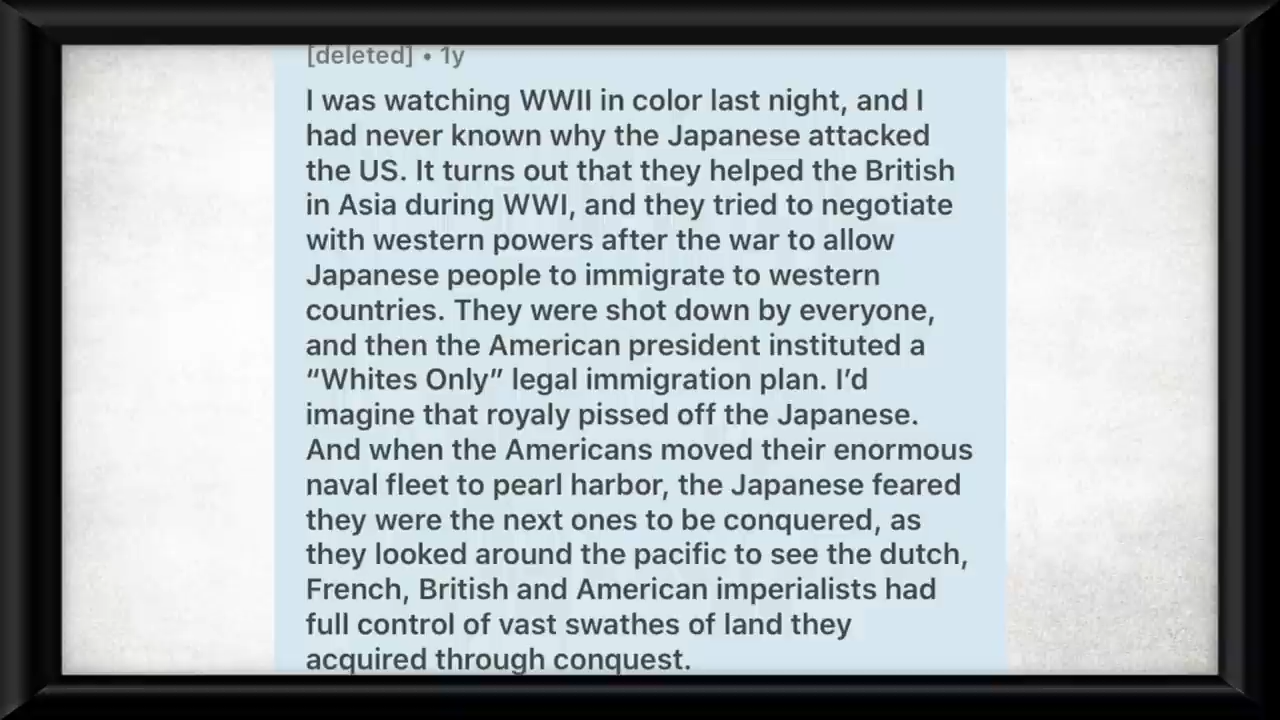 [deleted] • 1y
I was watching WWII in color last night, and I
had never known why the Japanese attacked
the US. It turns out that they helped the British
in Asia during WWI, and they tried to negotiate
with western powers after the war to allow
Japanese people to immigrate to western
countries. They were shot down by everyone,
and then the American president instituted a
“Whites Only” legal immigration plan. I’d
imagine that royaly pissed off the Japanese.
And when the Americans moved their enormous
naval fleet to pearl harbor, the Japanese feared
they were the next ones to be conquered, as
they looked around the pacific to see the dutch,
French, British and American imperialists had
full control of vast swathes of land they
acquired through conquest.